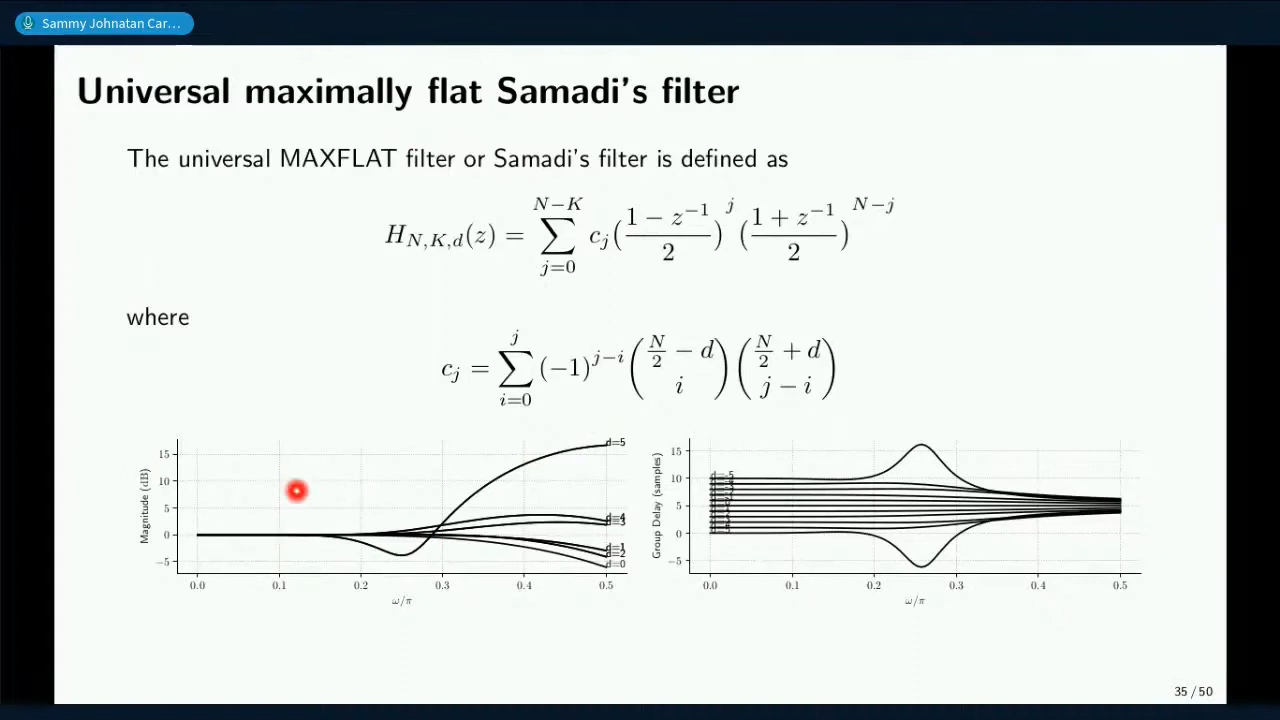 Sammy Johnatan Car...
Universal maximally flat Samadi's filter
The universal MAXFLAT filter or Samadi's filter is defined as
H_{N,K,d}(z) = \sum_{j=0}^{N-K} c_j (\frac{1 - z^{-1}}{2})^j (\frac{1 + z^{-1}}{2})^{N-j}
where
c_j = \sum_{i=0}^{j} (-1)^{j-i} \binom{\frac{N}{2} - d}{i} \binom{\frac{N}{2} + d}{j - i}
Magnitude (dB)
15
10
5
0
−5
0.0 0.1 0.2 0.3 0.4 0.5
ω/π
d=5
d=4
d=3
d=1
d=2
d=0
Group Delay (samples)
15
10
5
0
−5
0.0 0.1 0.2 0.3 0.4 0.5
ω/π
35 / 50